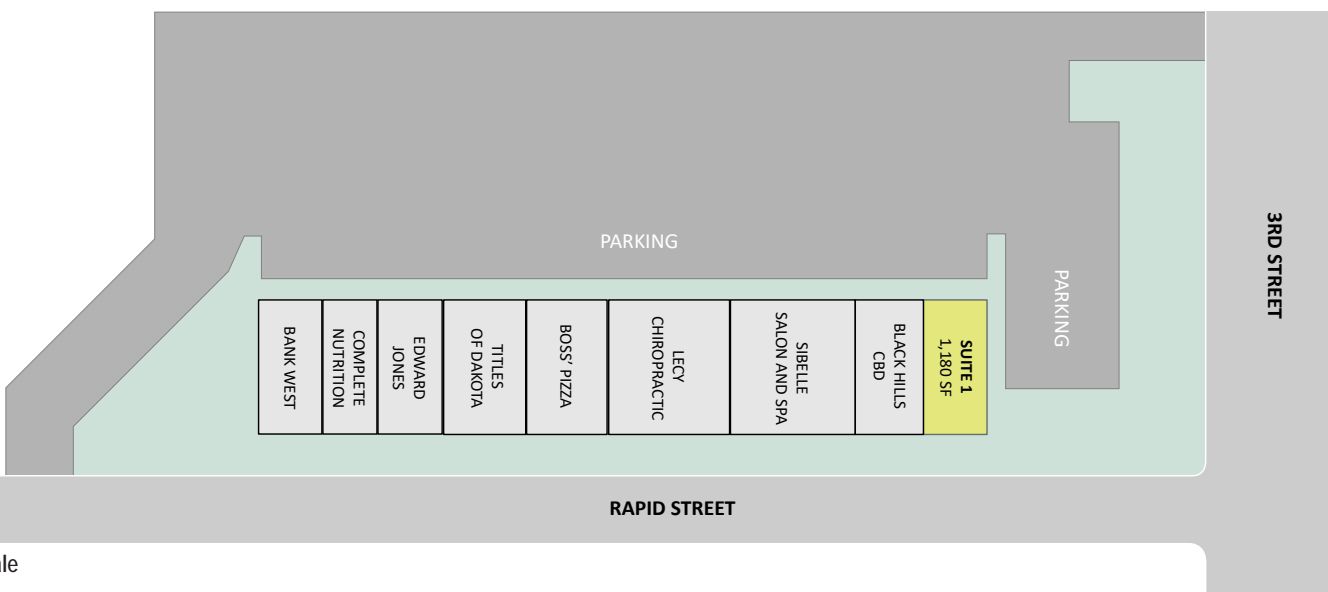 PARKING
PARKING
3RD STREET
BANK WEST
COMPLETE
NUTRITION
EDWARD
JONES
TITLES
OF DAKOTA
BOSS' PIZZA
LECY
CHIROPRACTIC
SIBELLE
SALON AND SPA
BLACK HILLS
CBD
SUITE 1
1,180 SF
RAPID STREET